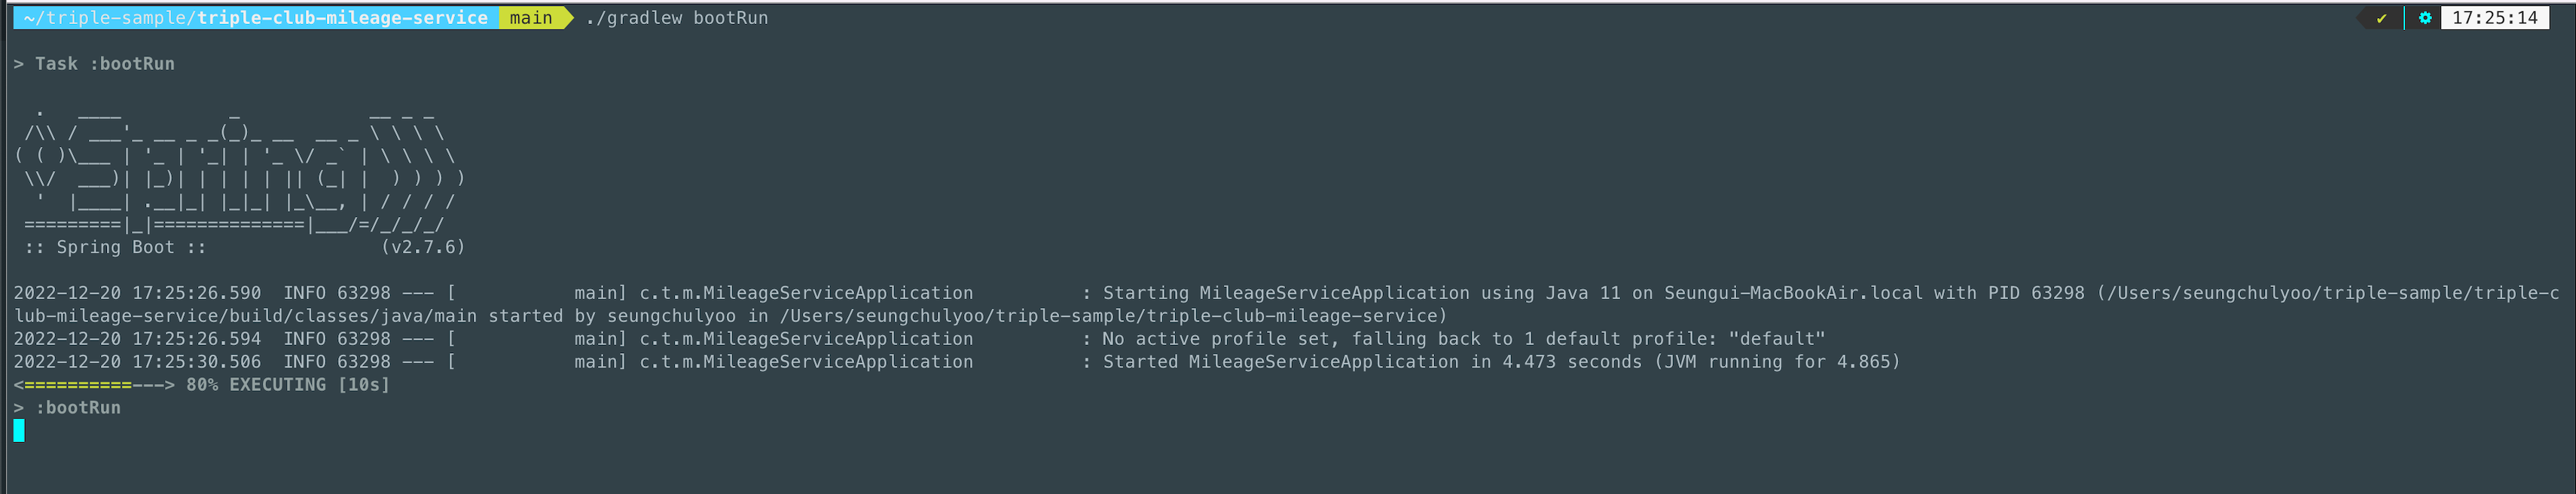 ~/triple-sample/triple-club-mileage-service main ./gradlew bootRun ✔ 17:25:14
> Task :bootRun
  .   ____          _            __ _ _
 /\\ / ___'_ __ _ _(_)_ __  __ _ \ \ \ \
( ( )\___ | '_ | '_| | '_ \/ _` | \ \ \ \
 \\/  ___)| |_)| | | | | || (_| |  ) ) ) )
  '  |____| .__|_| |_|_| |_\__, | / / / /
 =========|_|==============|___/=/_/_/_/
 :: Spring Boot ::                (v2.7.6)
2022-12-20 17:25:26.590  INFO 63298 --- [           main] c.t.m.MileageServiceApplication          : Starting MileageServiceApplication using Java 11 on Seungui-MacBookAir.local with PID 63298 (/Users/seungchulyoo/triple-sample/triple-c
lub-mileage-service/build/classes/java/main started by seungchulyoo in /Users/seungchulyoo/triple-sample/triple-club-mileage-service)
2022-12-20 17:25:26.594  INFO 63298 --- [           main] c.t.m.MileageServiceApplication          : No active profile set, falling back to 1 default profile: "default"
2022-12-20 17:25:30.506  INFO 63298 --- [           main] c.t.m.MileageServiceApplication          : Started MileageServiceApplication in 4.473 seconds (JVM running for 4.865)
<==========---> 80% EXECUTING [10s]
> :bootRun